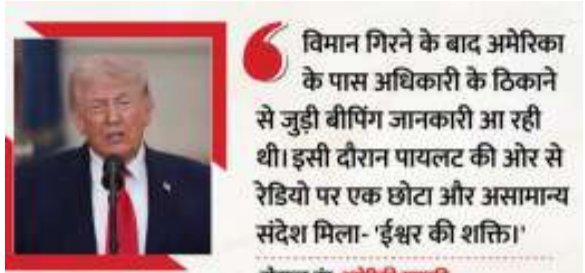 विमान गिरने के बाद अमेरिका
के पास अधिकारी के ठिकाने
से जुड़ी बीपिंग जानकारी आ रही
थी। इसी दौरान पायलट की ओर से
रेडियो पर एक छोटा और असामान्य
संदेश मिला- 'ईश्वर की शक्ति।'